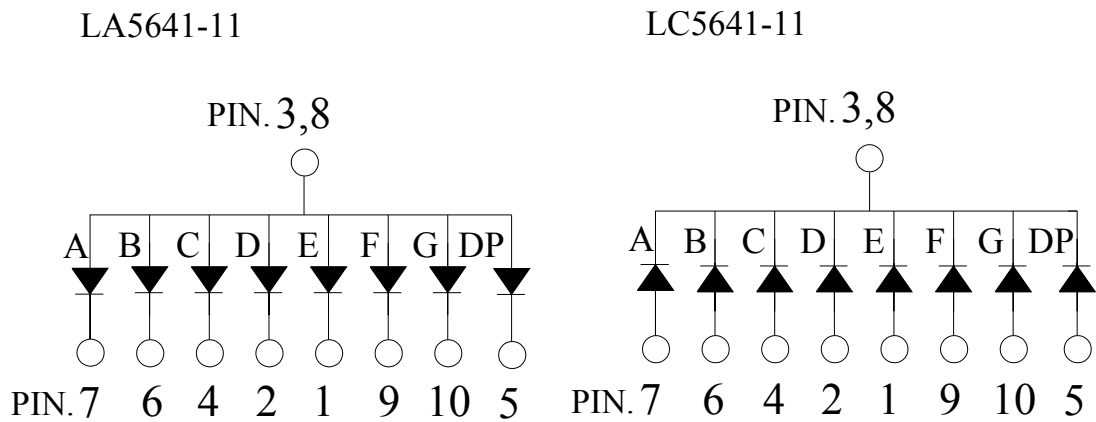 LA5641-11
PIN. 3,8
A B C D E F G DP
PIN. 7 6 4 2 1 9 10 5
LC5641-11
PIN. 3,8
A B C D E F G DP
PIN. 7 6 4 2 1 9 10 5